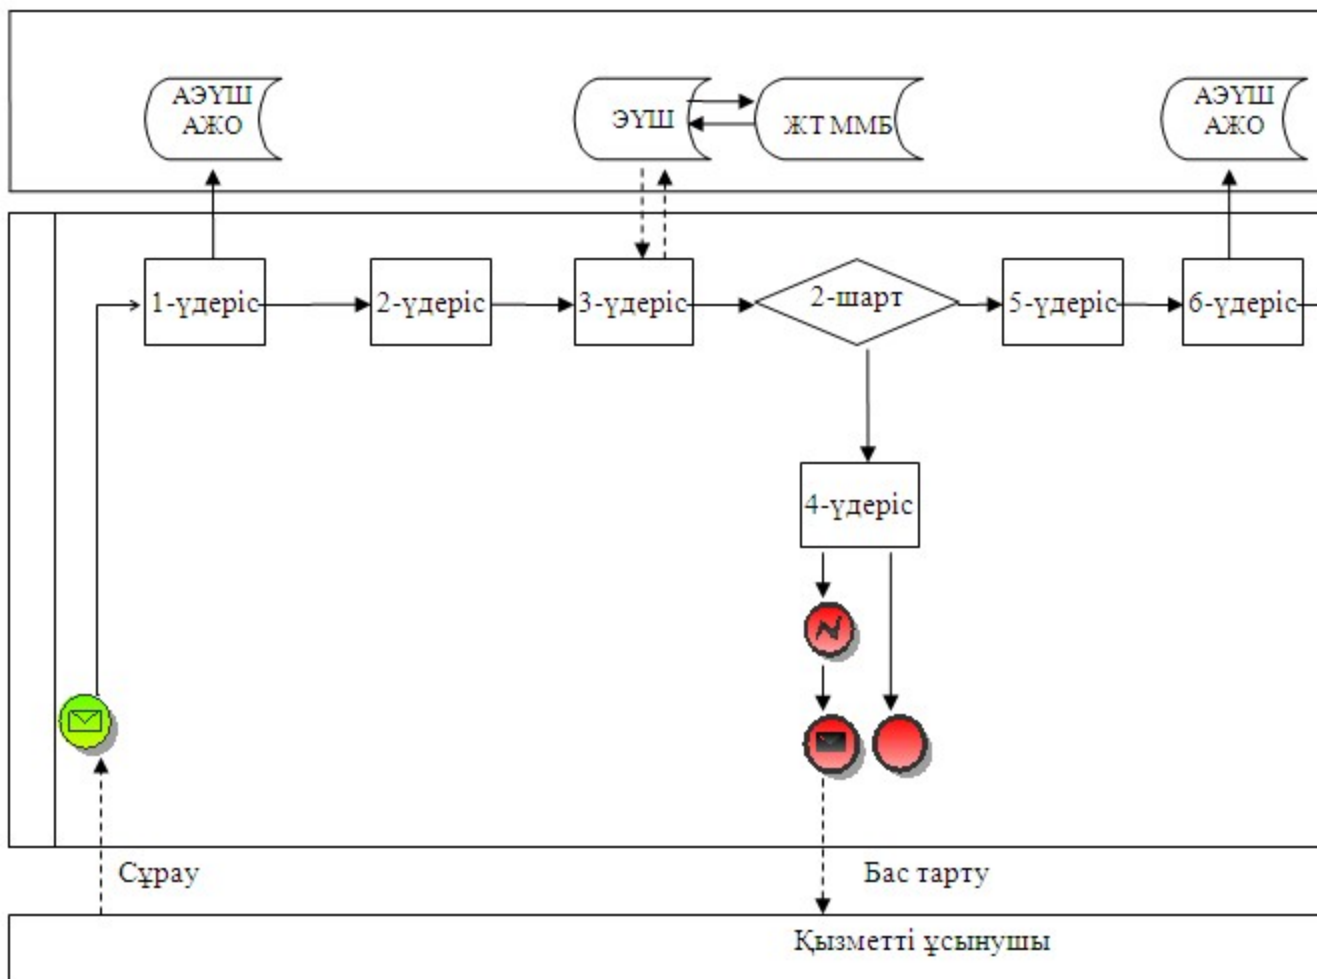 АЭҮШ
АЖО
ЭҮШ
ЖТ ММБ
АЭҮШ
АЖО
1-үдеріс
2-үдеріс
3-үдеріс
2-шарт
5-үдеріс
6-үдеріс
4-үдеріс
Сұрау
Бас тарту
Қызметті ұсынушы